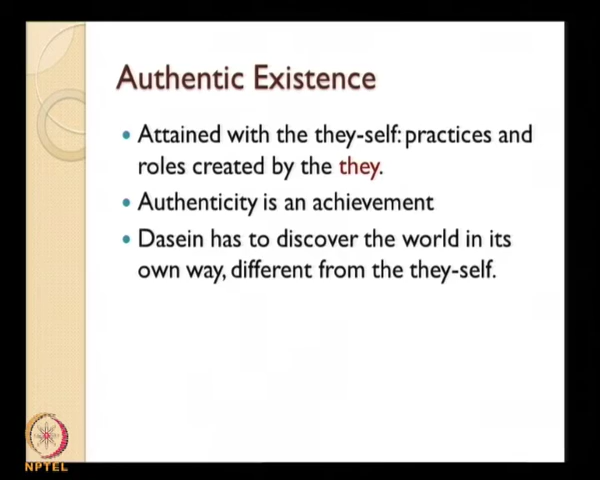 Authentic Existence
• Attained with the they-self: practices and
roles created by the they.
• Authenticity is an achievement
• Dasein has to discover the world in its
own way, different from the they-self.
NPTEL